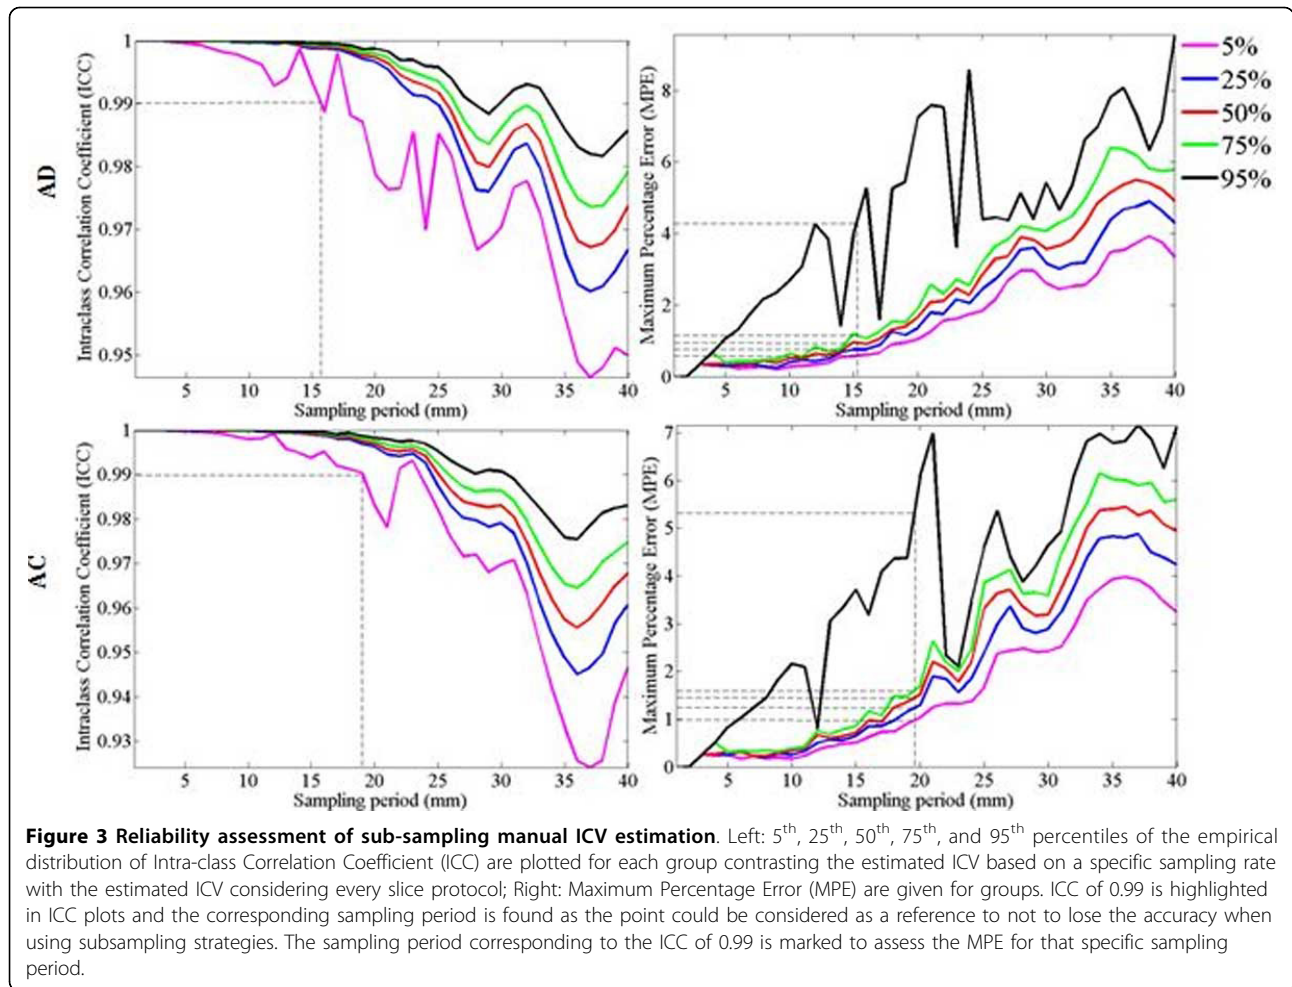 AD
Intraclass Correlation Coefficient (ICC)
1
0.99
0.98
0.97
0.96
0.95
5 10 15 20 25 30 35 40
Sampling period (mm)
Maximum Percentage Error (MPE)
8
6
4
2
0
5 10 15 20 25 30 35 40
Sampling period (mm)
5%
25%
50%
75%
95%
AC
Intraclass Correlation Coefficient (ICC)
1
0.99
0.98
0.97
0.96
0.95
0.94
0.93
5 10 15 20 25 30 35 40
Sampling period (mm)
Maximum Percentage Error (MPE)
7
6
5
4
3
2
1
0
5 10 15 20 25 30 35 40
Sampling period (mm)
Figure 3 Reliability assessment of sub-sampling manual ICV estimation. Left: 5th, 25th, 50th, 75th, and 95th percentiles of the empirical
distribution of Intra-class Correlation Coefficient (ICC) are plotted for each group contrasting the estimated ICV based on a specific sampling rate
with the estimated ICV considering every slice protocol; Right: Maximum Percentage Error (MPE) are given for groups. ICC of 0.99 is highlighted
in ICC plots and the corresponding sampling period is found as the point could be considered as a reference to not to lose the accuracy when
using subsampling strategies. The sampling period corresponding to the ICC of 0.99 is marked to assess the MPE for that specific sampling
period.